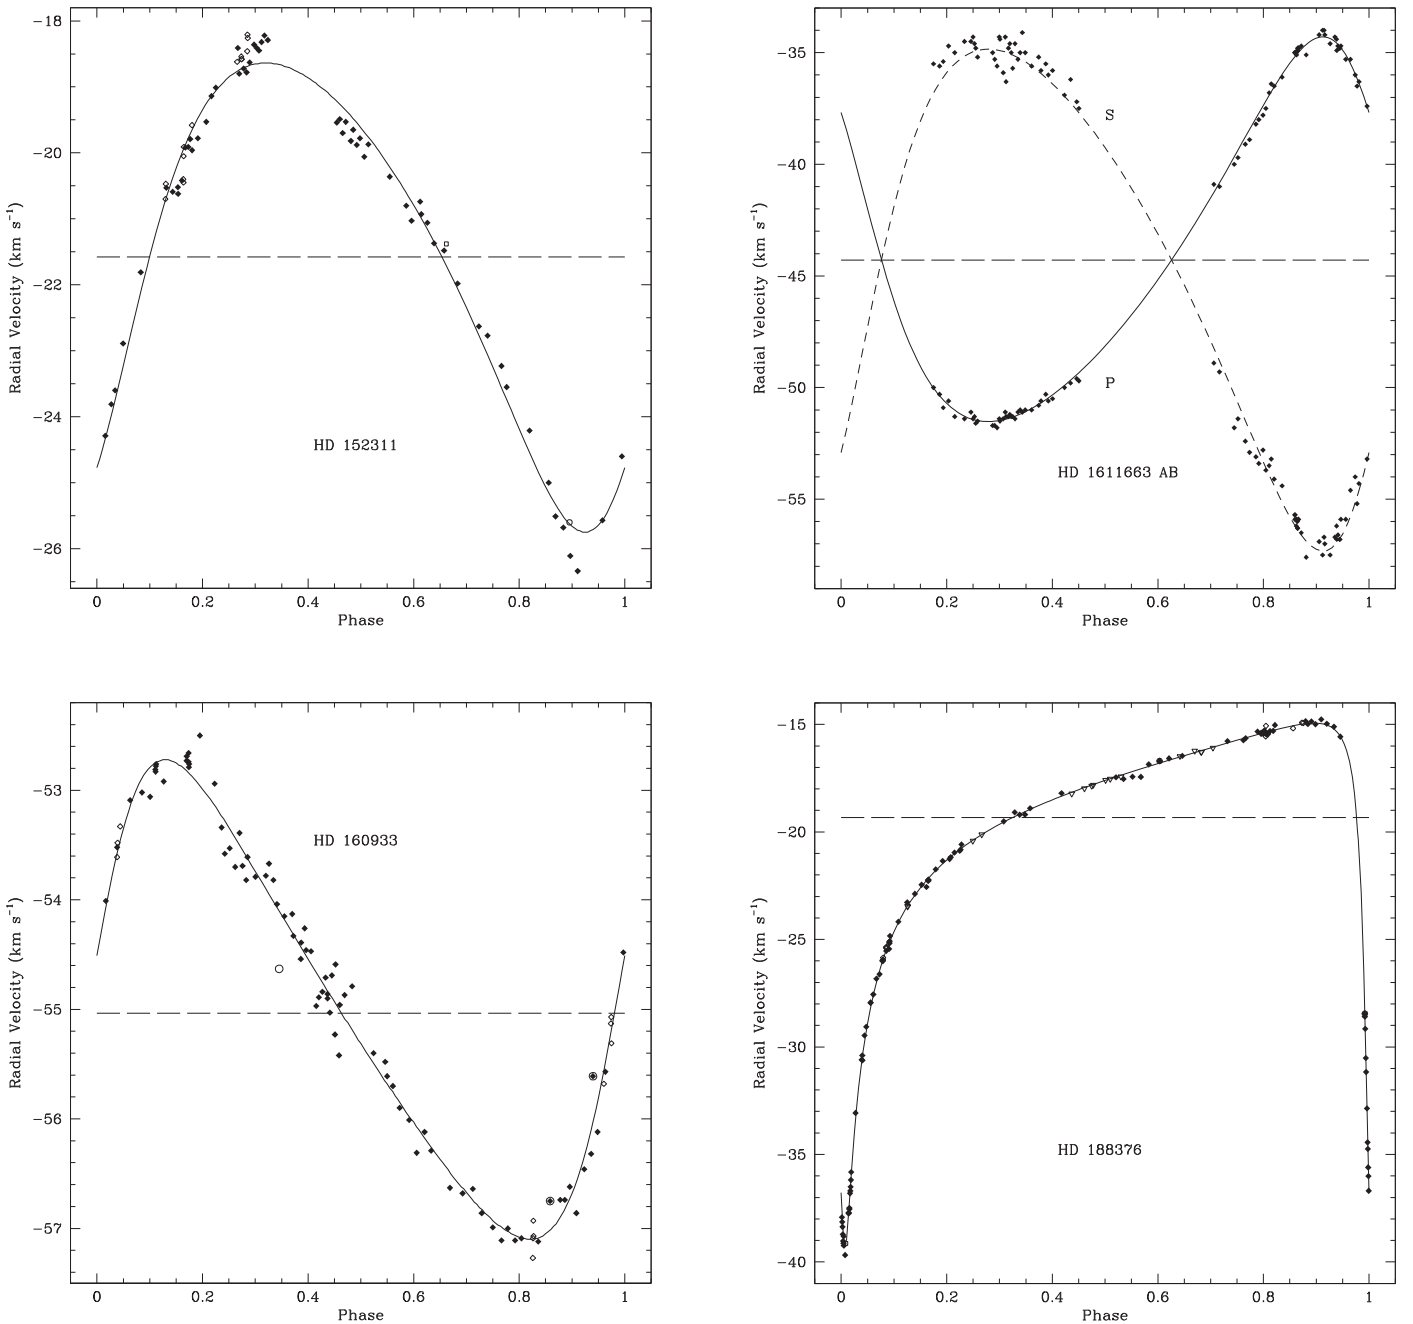 −18
−20
−22
−24
−26
Radial Velocity (km s⁻¹)
HD 152311
0 0.2 0.4 0.6 0.8 1
Phase
−35
−40
−45
−50
−55
Radial Velocity (km s⁻¹)
S
P
HD 1611663 AB
0 0.2 0.4 0.6 0.8 1
Phase
−53
−54
−55
−56
−57
Radial Velocity (km s⁻¹)
HD 160933
0 0.2 0.4 0.6 0.8 1
Phase
−15
−20
−25
−30
−35
−40
Radial Velocity (km s⁻¹)
HD 188376
0 0.2 0.4 0.6 0.8 1
Phase